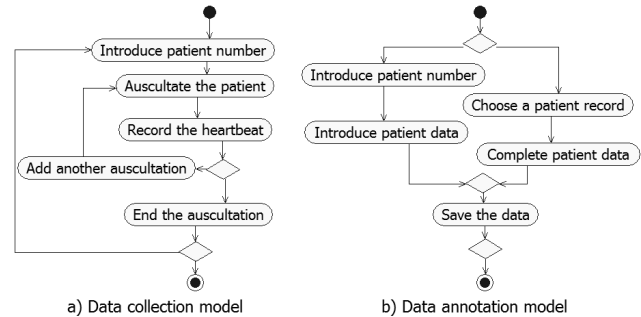 Introduce patient number
Auscultate the patient
Record the heartbeat
Add another auscultation
End the auscultation
a) Data collection model
Introduce patient number
Choose a patient record
Introduce patient data
Complete patient data
Save the data
b) Data annotation model